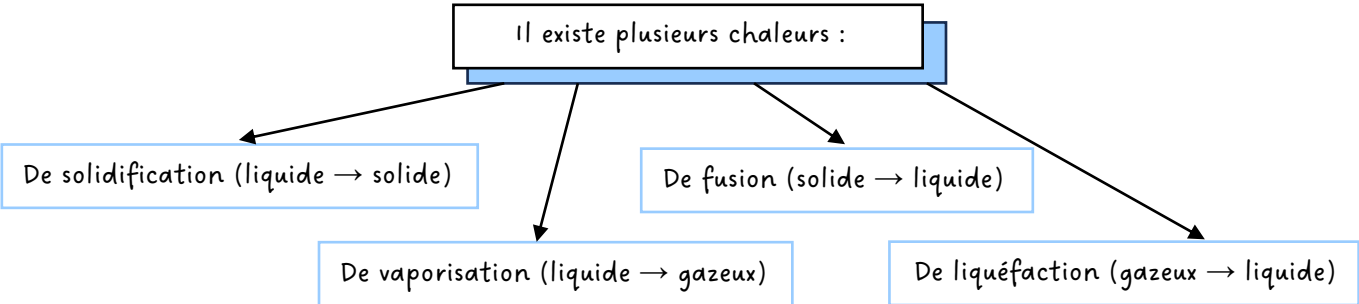 Il existe plusieurs chaleurs :
De solidification (liquide → solide)
De fusion (solide → liquide)
De vaporisation (liquide → gazeux)
De liquéfaction (gazeux → liquide)